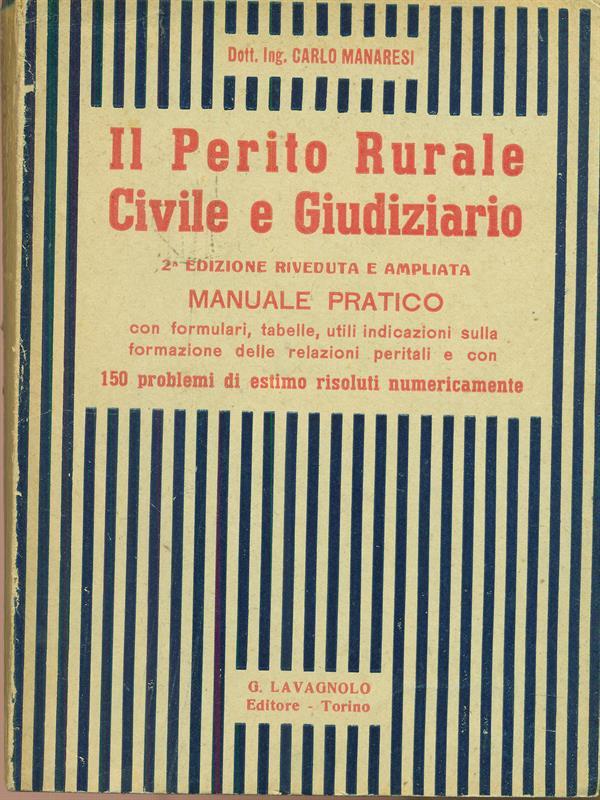 Dott. Ing. CARLO MANARESI
Il Perito Rurale
Civile e Giudiziario
2ª EDIZIONE RIVEDUTA E AMPLIATA
MANUALE PRATICO
con formulari, tabelle, utili indicazioni sulla
formazione delle relazioni peritali e con
150 problemi di estimo risoluti numericamente
G. LAVAGNOLO
Editore - Torino